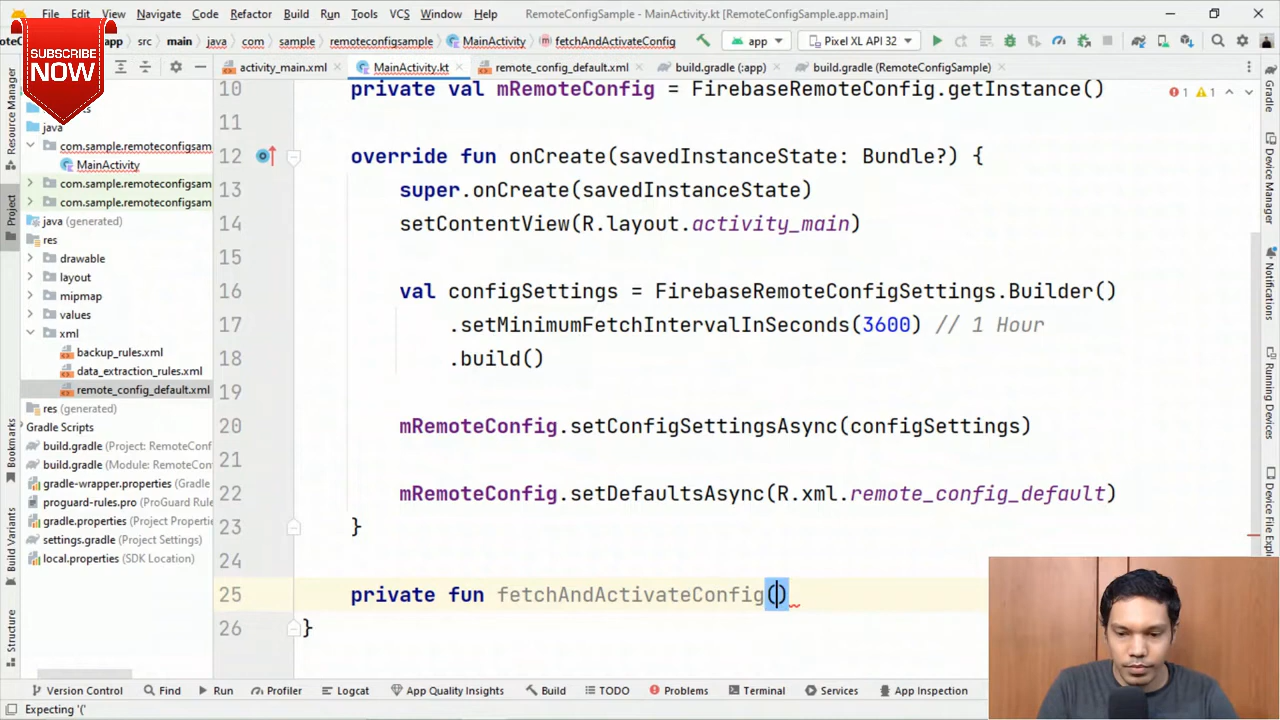 File Edit View Navigate Code Refactor Build Run Tools VCS Window Help RemoteConfigSample - MainActivity.kt [RemoteConfigSample.app.main]
SUBSCRIBE
NOW
app src main java com sample remoteconfigsample MainActivity fetchAndActivateConfig app Pixel XL API 32
activity_main.xml MainActivity.kt remote_config_default.xml build.gradle (:app) build.gradle (RemoteConfigSample)
java
com.sample.remoteconfigsam
MainActivity
com.sample.remoteconfigsam
com.sample.remoteconfigsam
java (generated)
res
drawable
layout
mipmap
values
xml
backup_rules.xml
data_extraction_rules.xml
remote_config_default.xml
res (generated)
Gradle Scripts
build.gradle (Project: RemoteConf
build.gradle (Module: RemoteCon
gradle-wrapper.properties (Gradle
proguard-rules.pro (ProGuard Rule
gradle.properties (Project Propert
settings.gradle (Project Settings)
local.properties (SDK Location)
Resource Manager
Project
Bookmarks
Build Variants
Structure
10 private val mRemoteConfig = FirebaseRemoteConfig.getInstance()
11
12 override fun onCreate(savedInstanceState: Bundle?) {
13 super.onCreate(savedInstanceState)
14 setContentView(R.layout.activity_main)
15
16 val configSettings = FirebaseRemoteConfigSettings.Builder()
17 .setMinimumFetchIntervalInSeconds(3600) // 1 Hour
18 .build()
19
20 mRemoteConfig.setConfigSettingsAsync(configSettings)
21
22 mRemoteConfig.setDefaultsAsync(R.xml.remote_config_default)
23 }
24
25 private fun fetchAndActivateConfig()
26 }
1 1
Gradle
Device Manager
Notifications
Running Devices
Device File Explo
Version Control Find Run Profiler Logcat App Quality Insights Build TODO Problems Terminal Services App Inspection
Expecting '('